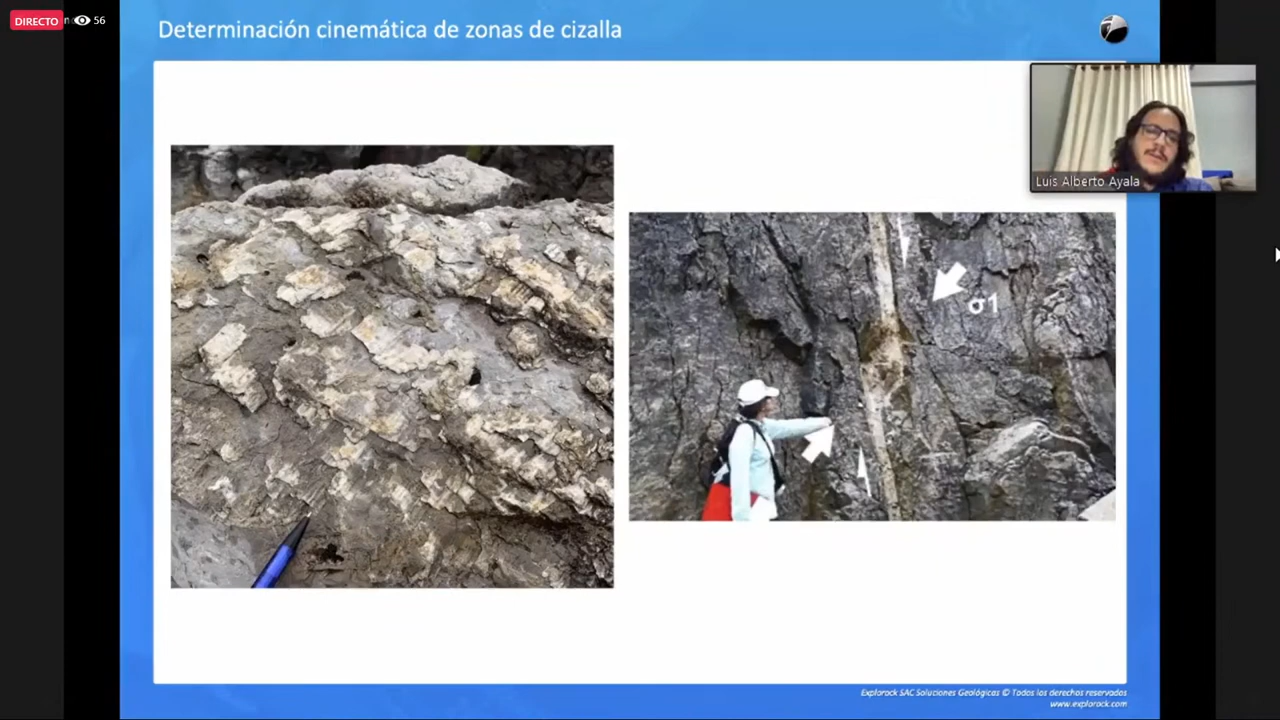 DIRECTO
56
Determinación cinemática de zonas de cizalla
Luis Alberto Ayala
σ1
Explorock SAC Soluciones Geológicas © Todos los derechos reservados
www.explorock.com